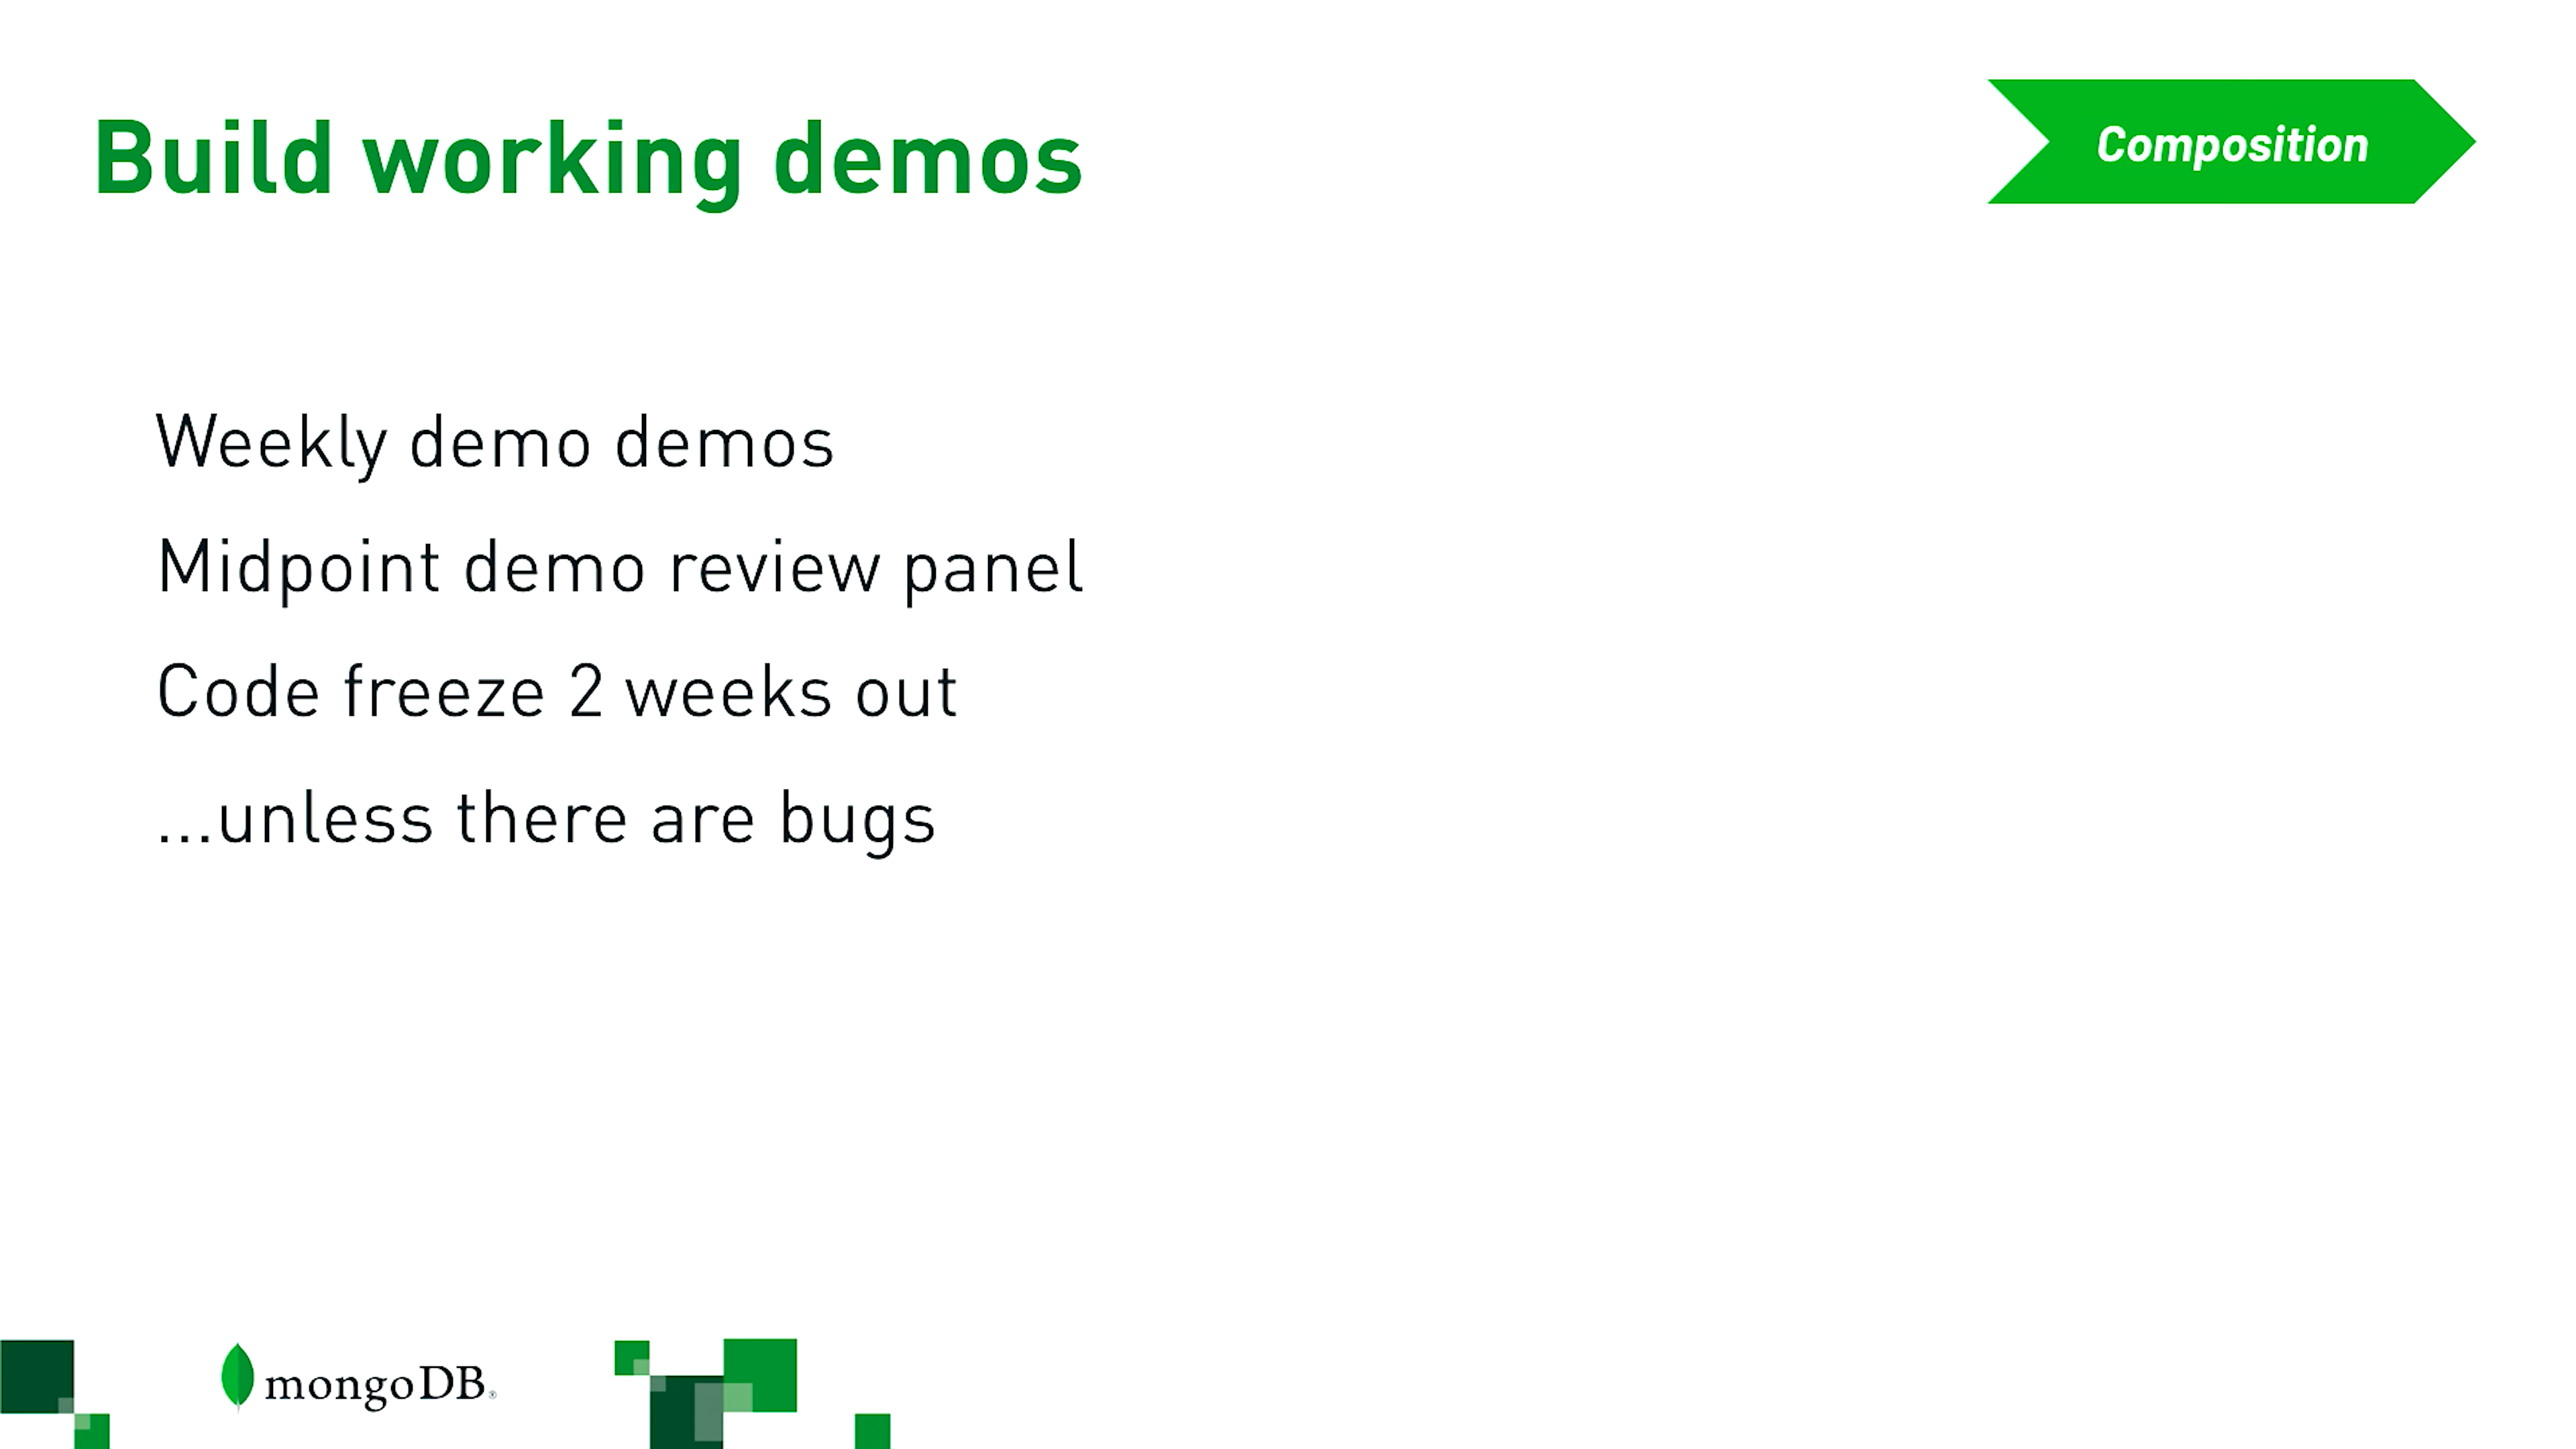 Build working demos
Composition
Weekly demo demos
Midpoint demo review panel
Code freeze 2 weeks out
...unless there are bugs
mongoDB®